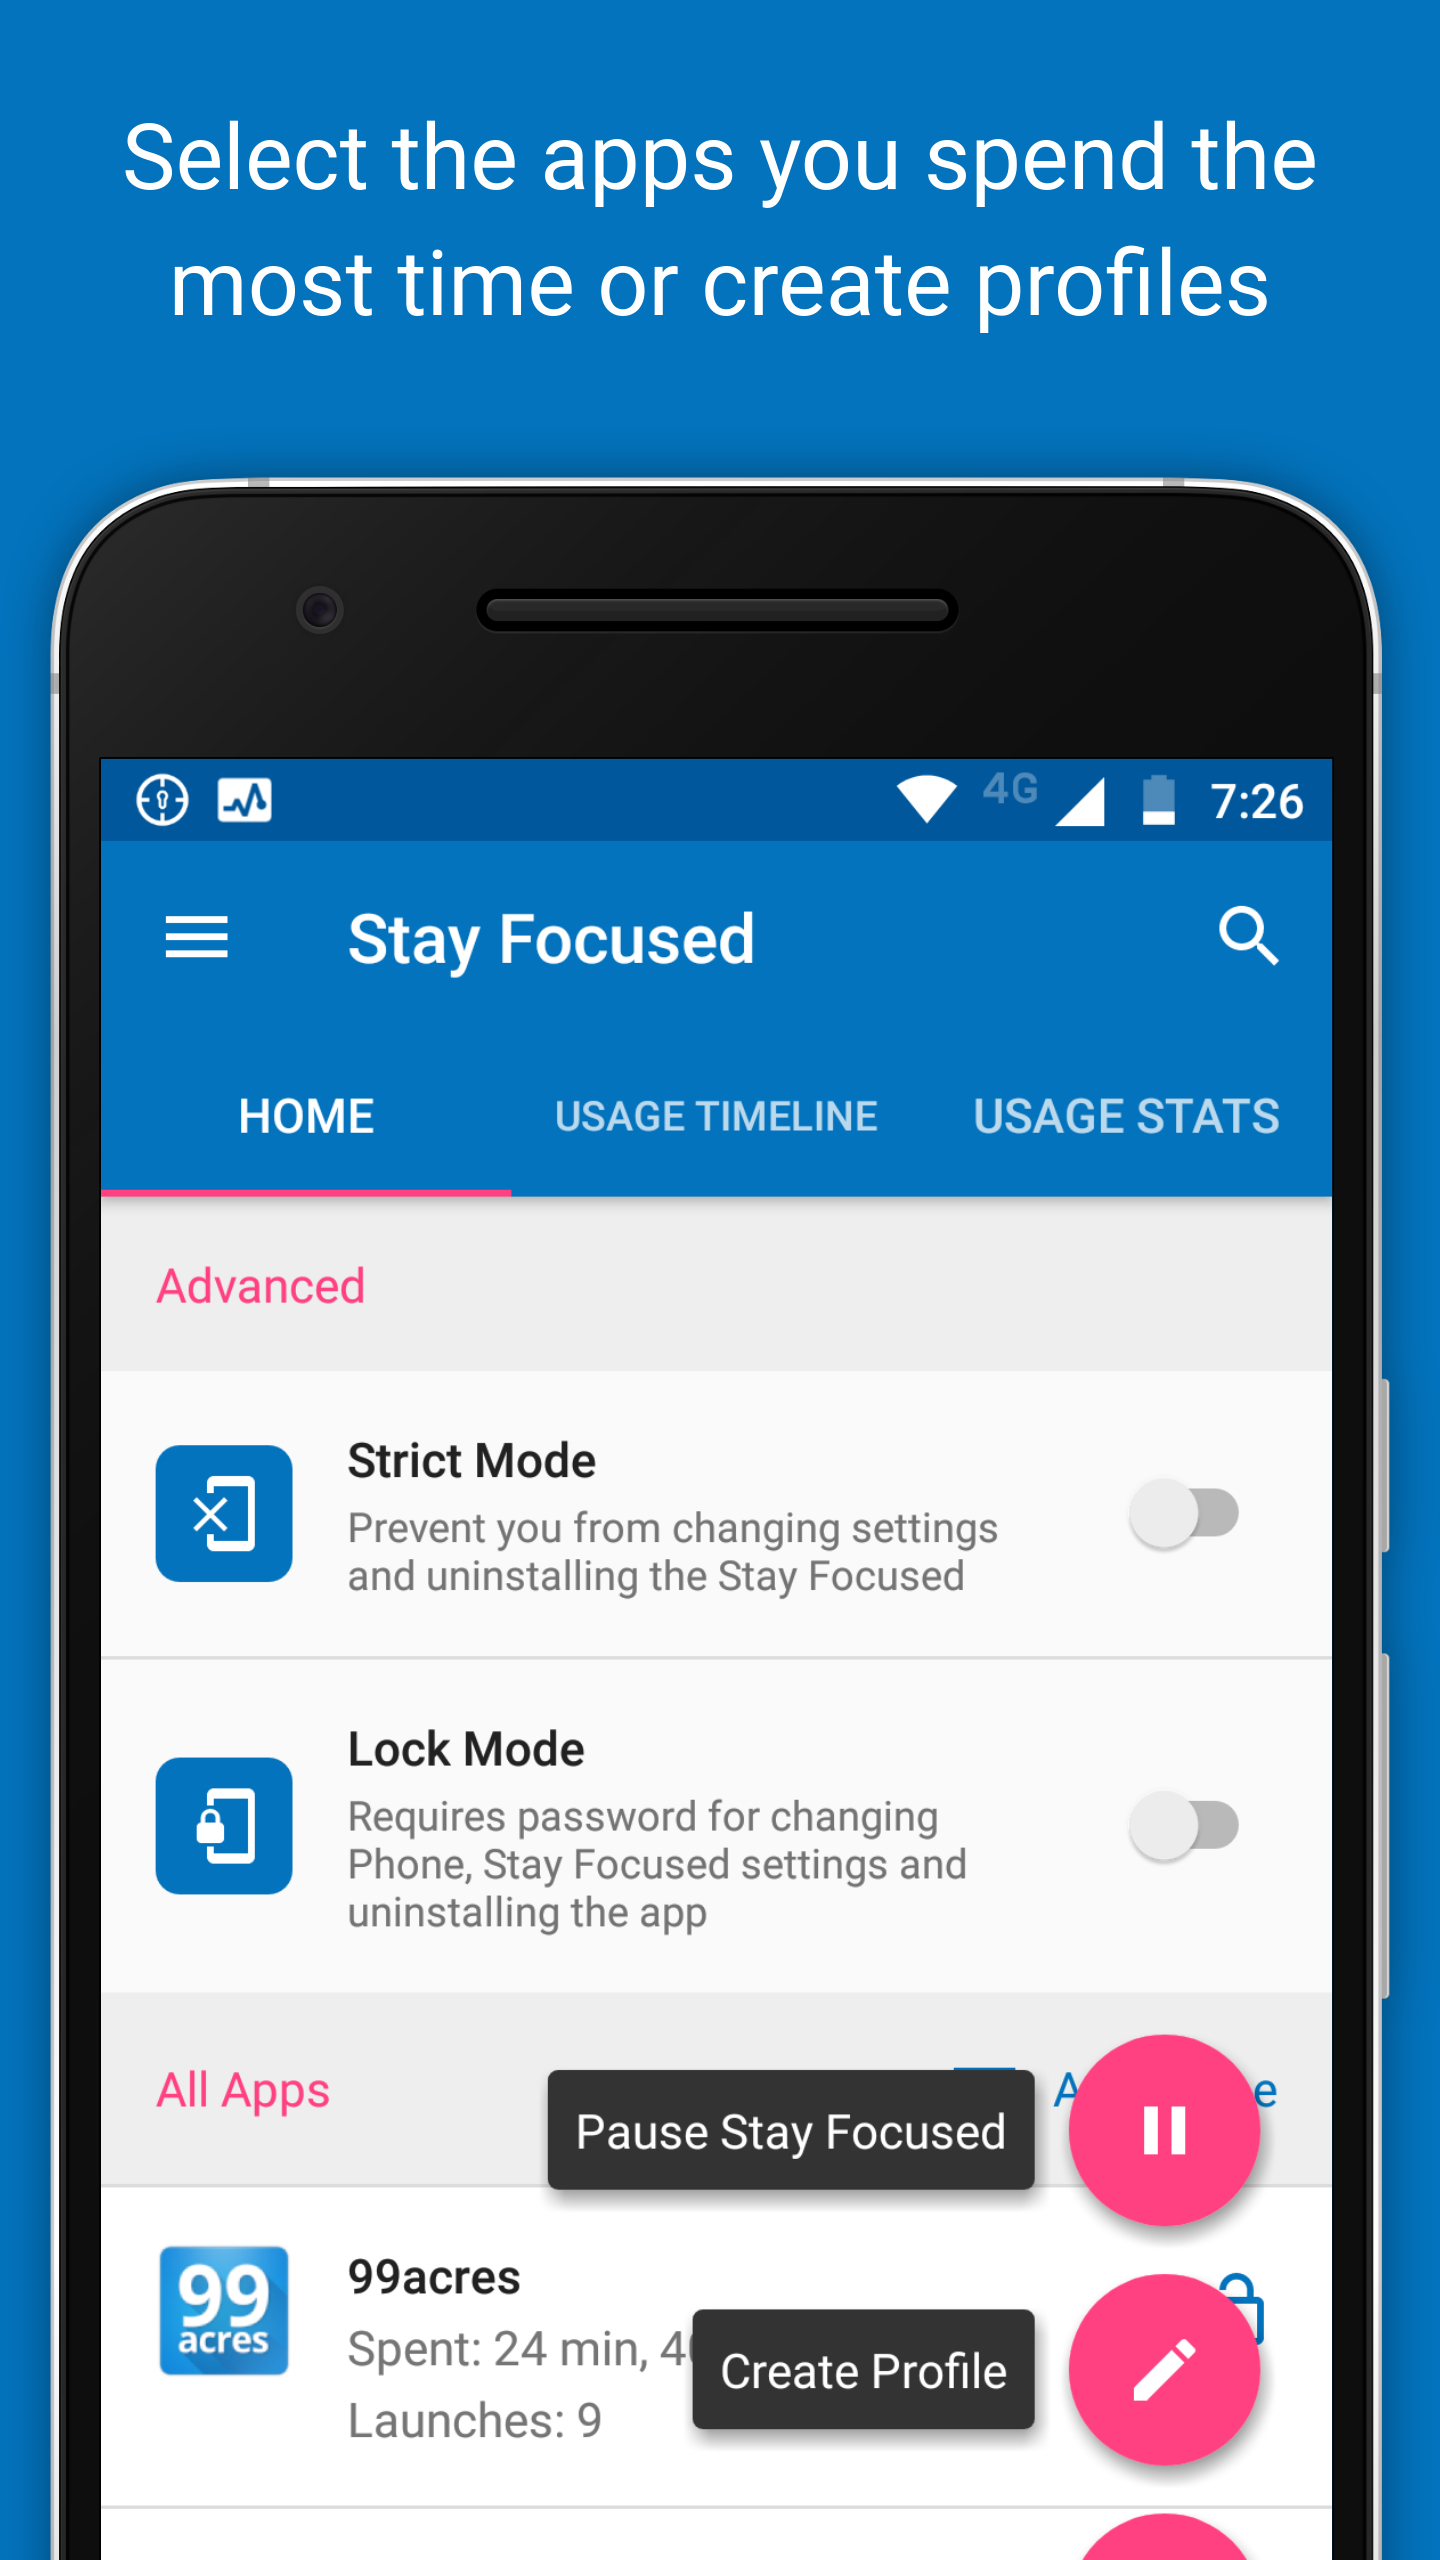 Select the apps you spend the
most time or create profiles
4G 7:26
Stay Focused
HOME USAGE TIMELINE USAGE STATS
Advanced
Strict Mode
Prevent you from changing settings
and uninstalling the Stay Focused
Lock Mode
Requires password for changing
Phone, Stay Focused settings and
uninstalling the app
All Apps
Pause Stay Focused
99
acres
99acres
Spent: 24 min,
Create Profile
Launches: 9